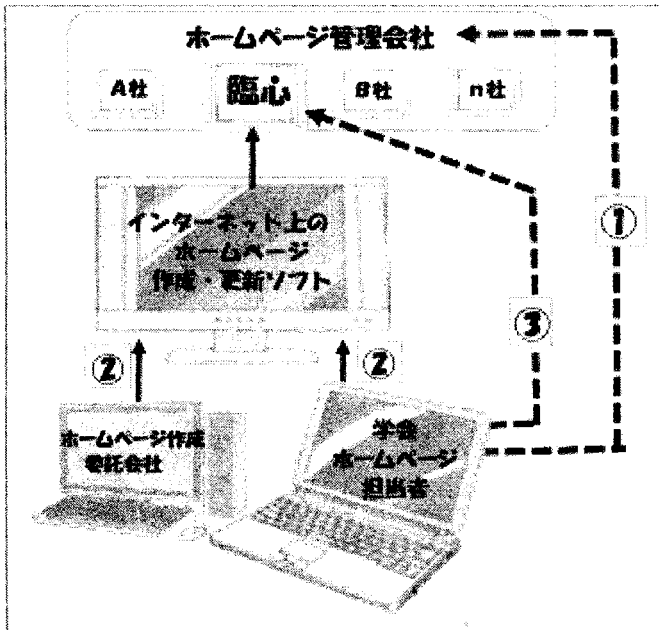 ホームページ管理会社
A社 臨心 B社 n社
①
インターネット上の
ホームページ
作成・更新ソフト
③
② ②
ホームページ作成
委託会社
学会
ホームページ
担当者